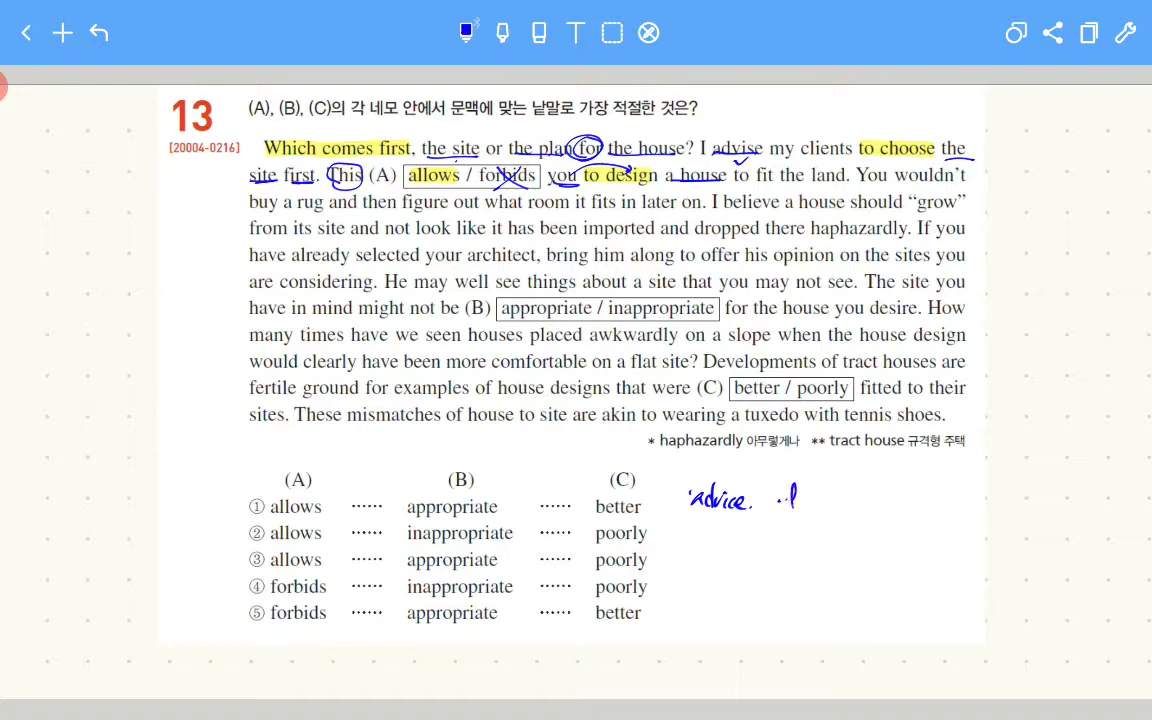 13
(A), (B), (C)의 각 네모 안에서 문맥에 맞는 낱말로 가장 적절한 것은?
[20004-0216]
Which comes first, the site or the plan for the house? I advise my clients to choose the
site first. This (A) allows / forbids you to design a house to fit the land. You wouldn't
buy a rug and then figure out what room it fits in later on. I believe a house should "grow"
from its site and not look like it has been imported and dropped there haphazardly. If you
have already selected your architect, bring him along to offer his opinion on the sites you
are considering. He may well see things about a site that you may not see. The site you
have in mind might not be (B) appropriate / inappropriate for the house you desire. How
many times have we seen houses placed awkwardly on a slope when the house design
would clearly have been more comfortable on a flat site? Developments of tract houses are
fertile ground for examples of house designs that were (C) better / poorly fitted to their
sites. These mismatches of house to site are akin to wearing a tuxedo with tennis shoes.
* haphazardly 아무렇게나 ** tract house 규격형 주택
(A) (B) (C)
① allows ······ appropriate ······ better
② allows ······ inappropriate ······ poorly
③ allows ······ appropriate ······ poorly
④ forbids ······ inappropriate ······ poorly
⑤ forbids ······ appropriate ······ better
advice.